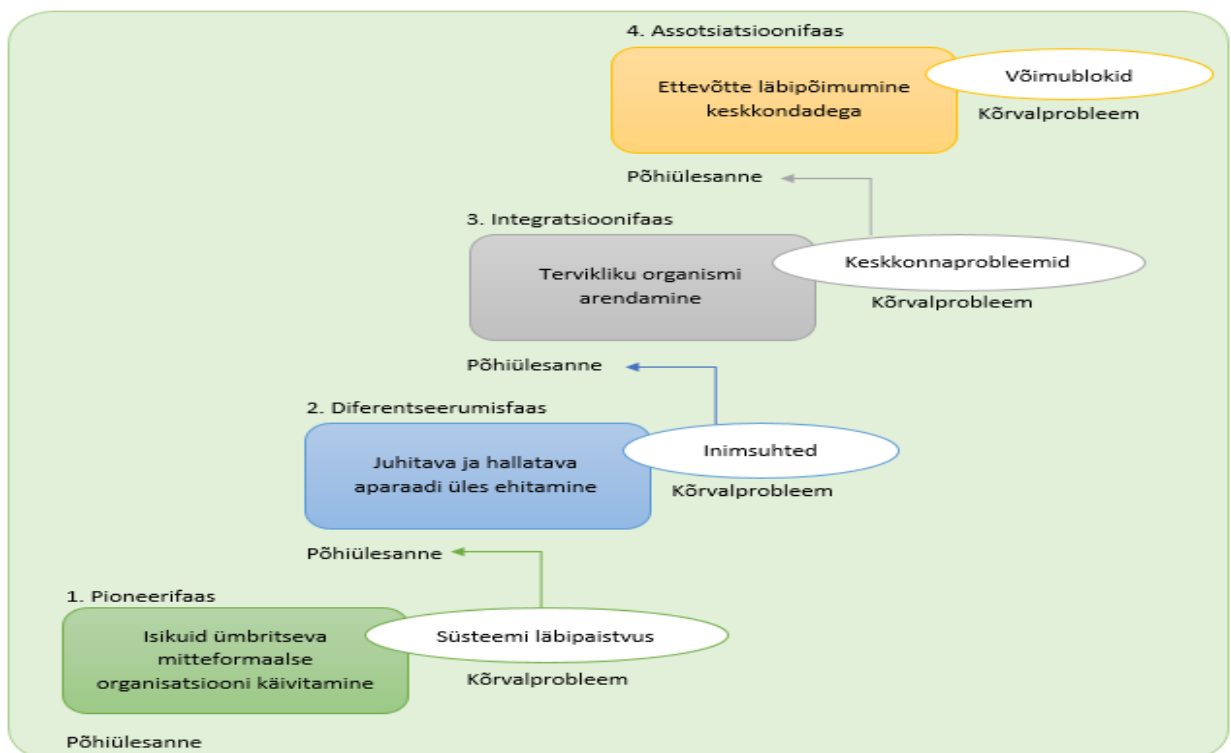 4. Assotsiatsioonifaas
Ettevõtte läbipõimumine
keskkondadega
Võimublokid
Kõrvalprobleem
Põhiülesanne
3. Integratsioonifaas
Tervikliku organismi
arendamine
Keskkonnaprobleemid
Kõrvalprobleem
Põhiülesanne
2. Diferentseerumisfaas
Juhitava ja hallatava
aparaadi üles ehitamine
Inimsuhted
Kõrvalprobleem
Põhiülesanne
1. Pioneerifaas
Isikuid ümbritseva
mitteformaalse
organisatsiooni käivitamine
Süsteemi läbipaistvus
Kõrvalprobleem
Põhiülesanne